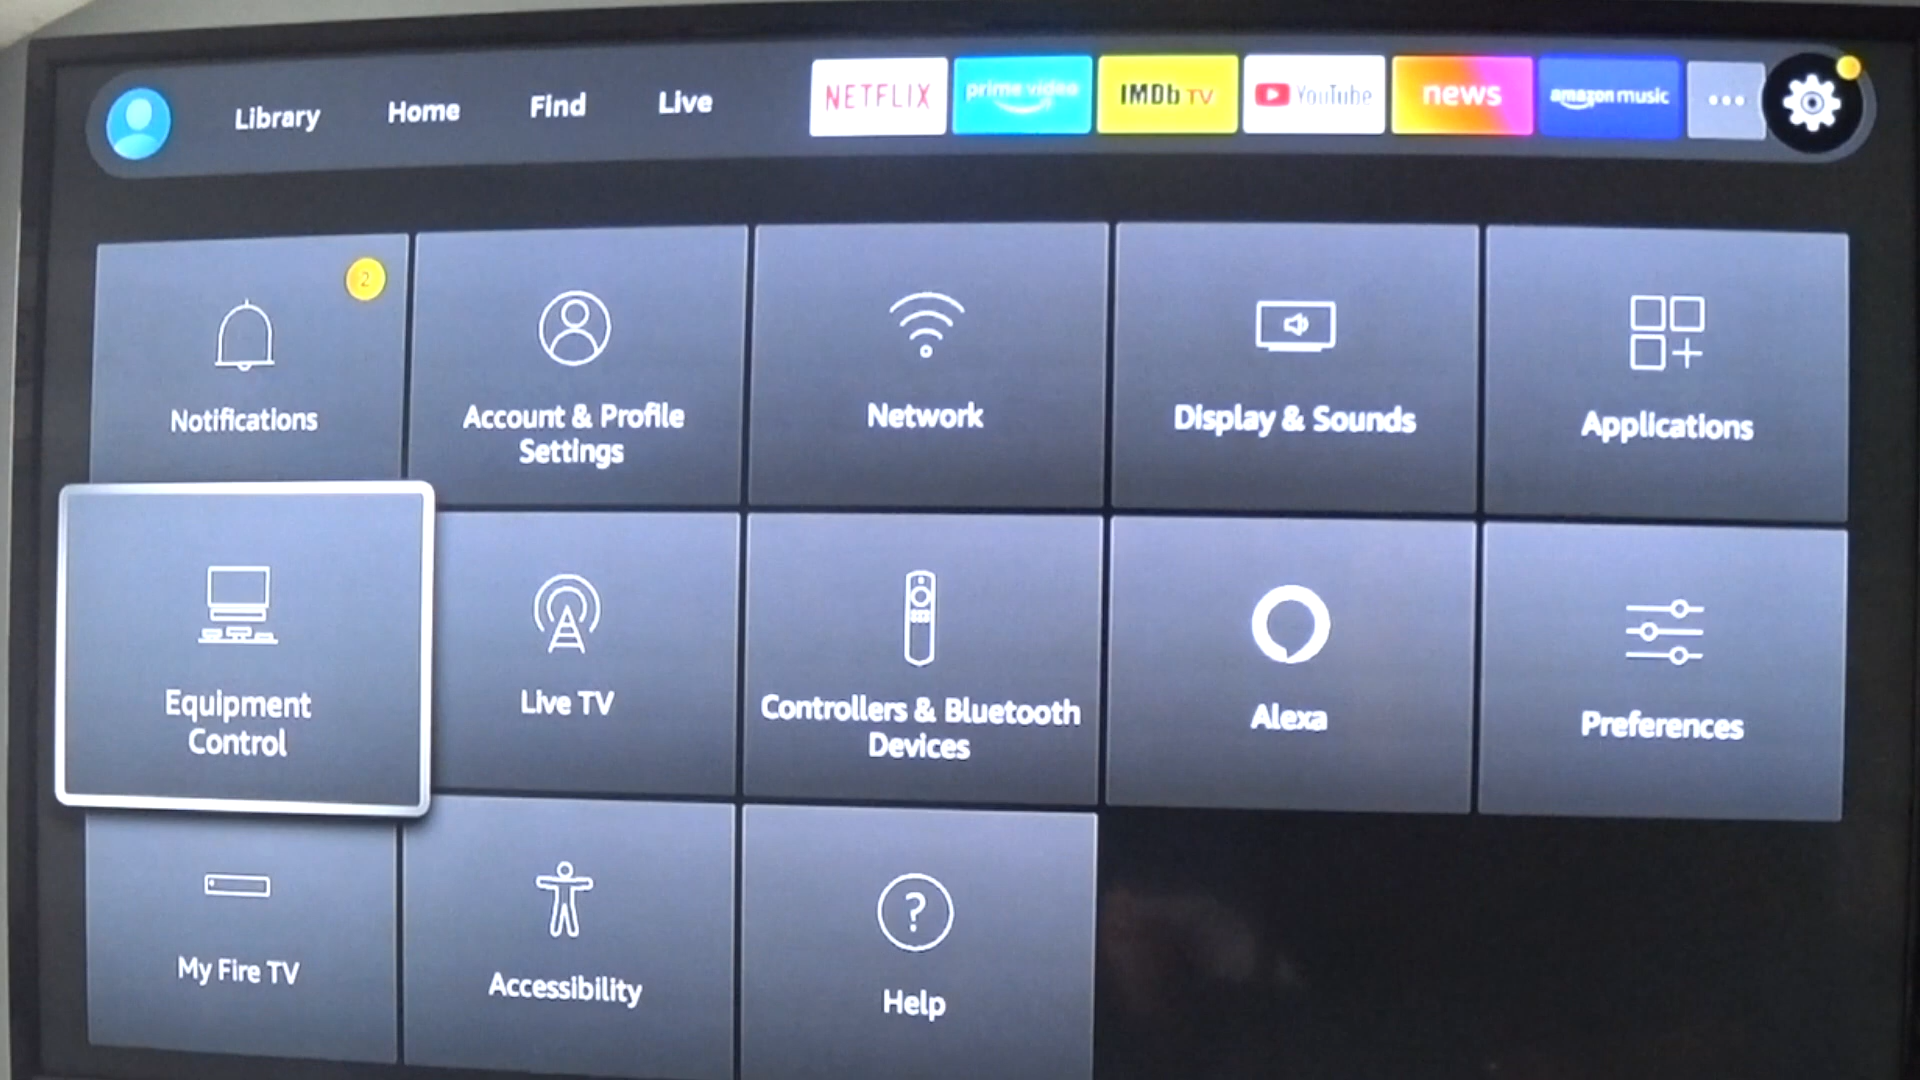 Library
Home
Find
Live
NETFLIX
prime video
IMDb TV
YouTube
news
amazon music
2
Notifications
Account & Profile
Settings
Network
Display & Sounds
Applications
Equipment
Control
Live TV
Controllers & Bluetooth
Devices
Alexa
Preferences
My Fire TV
Accessibility
?
Help